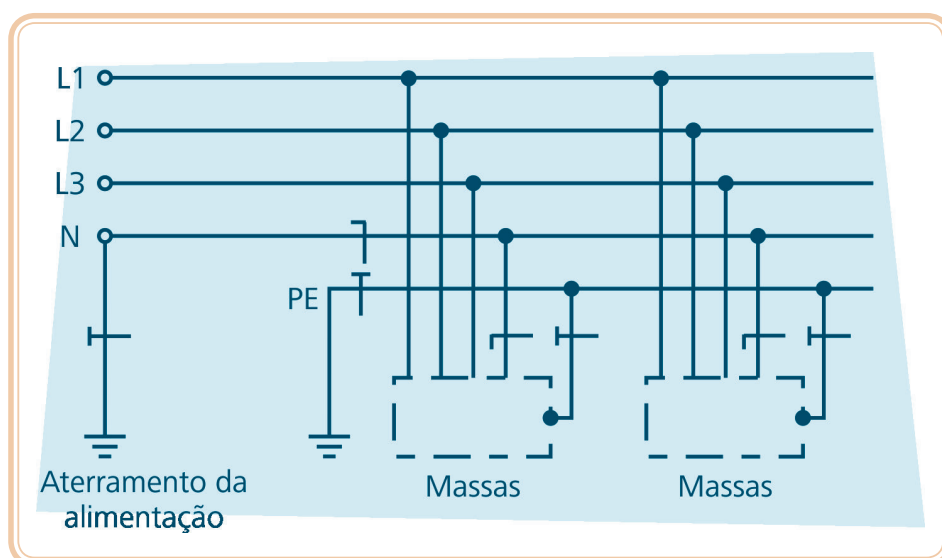 L1
L2
L3
N
PE
Aterramento da
alimentação
Massas
Massas